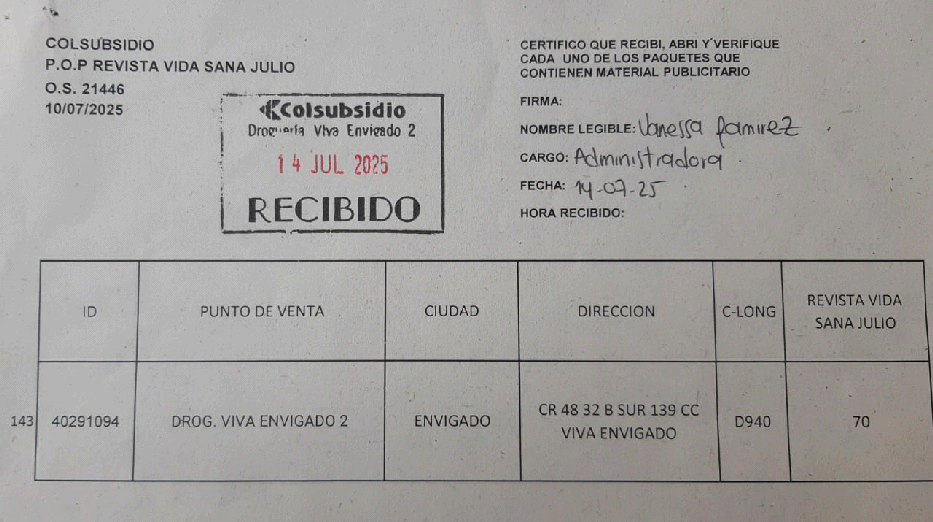 COLSUBSIDIO
P.O.P REVISTA VIDA SANA JULIO
O.S. 21446
10/07/2025
Colsubsidio
Droguería Viva Envigado 2
14 JUL 2025
RECIBIDO
CERTIFICO QUE RECIBI, ABRI Y VERIFIQUE
CADA UNO DE LOS PAQUETES QUE
CONTIENEN MATERIAL PUBLICITARIO
FIRMA:
NOMBRE LEGIBLE: Vanessa Ramirez
CARGO: Administradora
FECHA: 14-07-25
HORA RECIBIDO:
ID PUNTO DE VENTA CIUDAD DIRECCION C-LONG REVISTA VIDA
SANA JULIO
143 40291094 DROG. VIVA ENVIGADO 2 ENVIGADO CR 48 32 B SUR 139 CC D940 70
VIVA ENVIGADO